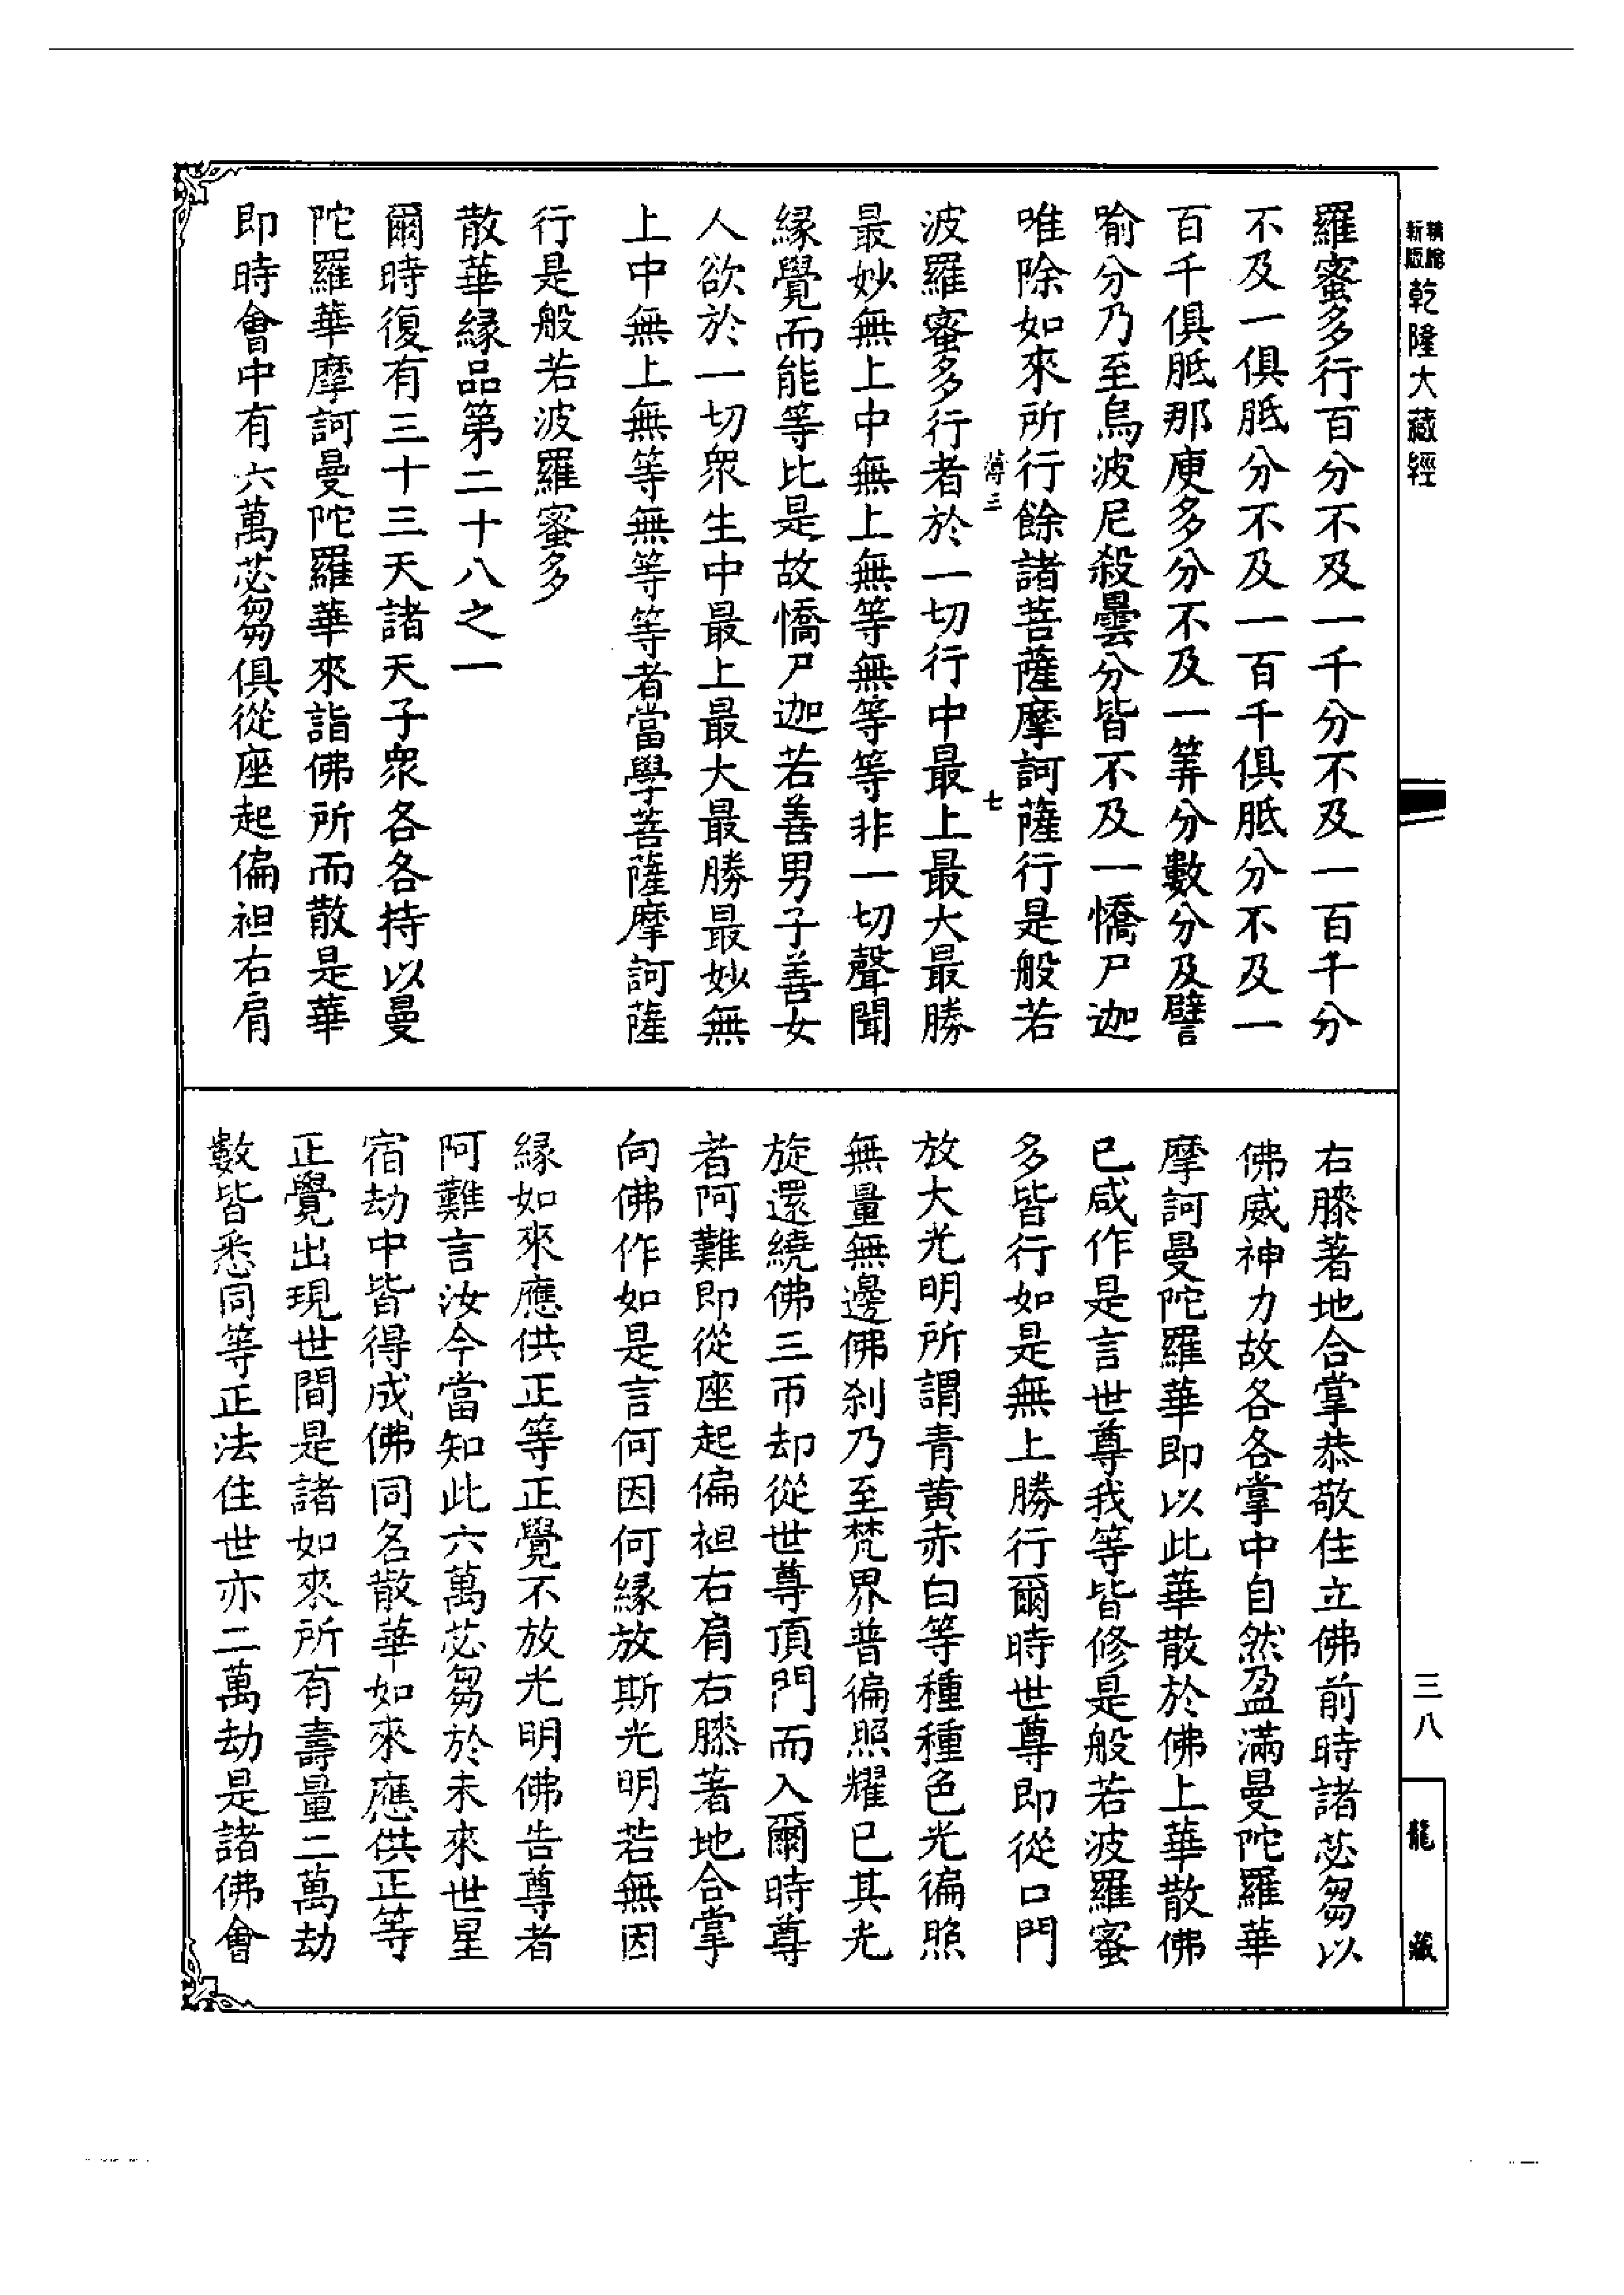 乾隆大藏經
羅蜜多行百分不及一千分不及一百千分
不及一俱胝分不及一百千俱胝分不及一
百千俱胝那庾多分不及一筭分數分及譬
喻分乃至烏波尼殺曇分皆不及一憍尸迦
唯除如來所行餘諸菩薩摩訶薩行是般若
七
波羅蜜多行者於一切行中最上最大最勝
最妙無上中無上無等無等等非一切聲聞
緣覺而能等比是故憍尸迦若善男子善女
人欲於一切眾生中最上最大最勝最妙無
上中無上無等無等等者當學菩薩摩訶薩
行是般若波羅蜜多
散華緣品第二十八之一
爾時復有三十三天諸天子眾各各持以曼
陀羅華摩訶曼陀羅華來詣佛所而散是華
即時會中有六萬苾芻俱從座起偏袒右肩
右膝著地合掌恭敬住立佛前時諸苾芻以
佛威神力故各各掌中自然盈滿曼陀羅華
摩訶曼陀羅華即以此華散於佛上華散佛
已咸作是言世尊我等皆修是般若波羅蜜
多皆行如是無上勝行爾時世尊即從口門
放大光明所謂青黃赤白等種種色光徧照
無量無邊佛剎乃至梵界普徧照耀已其光
旋還繞佛三帀却從世尊頂門而入爾時尊
者阿難即從座起偏袒右肩右膝著地合掌
向佛作如是言何因何緣放斯光明若無因
緣如來應供正等正覺不放光明佛告尊者
阿難言汝今當知此六萬苾芻於未來世星
宿劫中皆得成佛同名散華如來應供正等
正覺出現世間是諸如來所有壽量二萬劫
數皆悉同等正法住世亦二萬劫是諸佛會
三八
龍藏